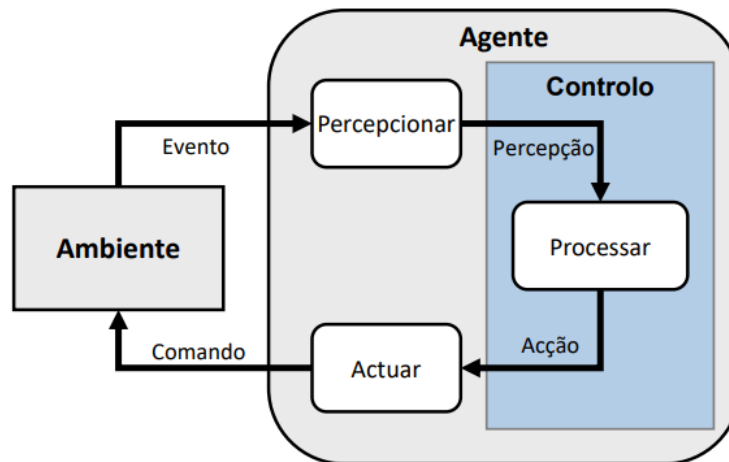 Agente
Controlo
Percepcionar
Evento
Percepção
Ambiente
Processar
Comando
Acção
Actuar